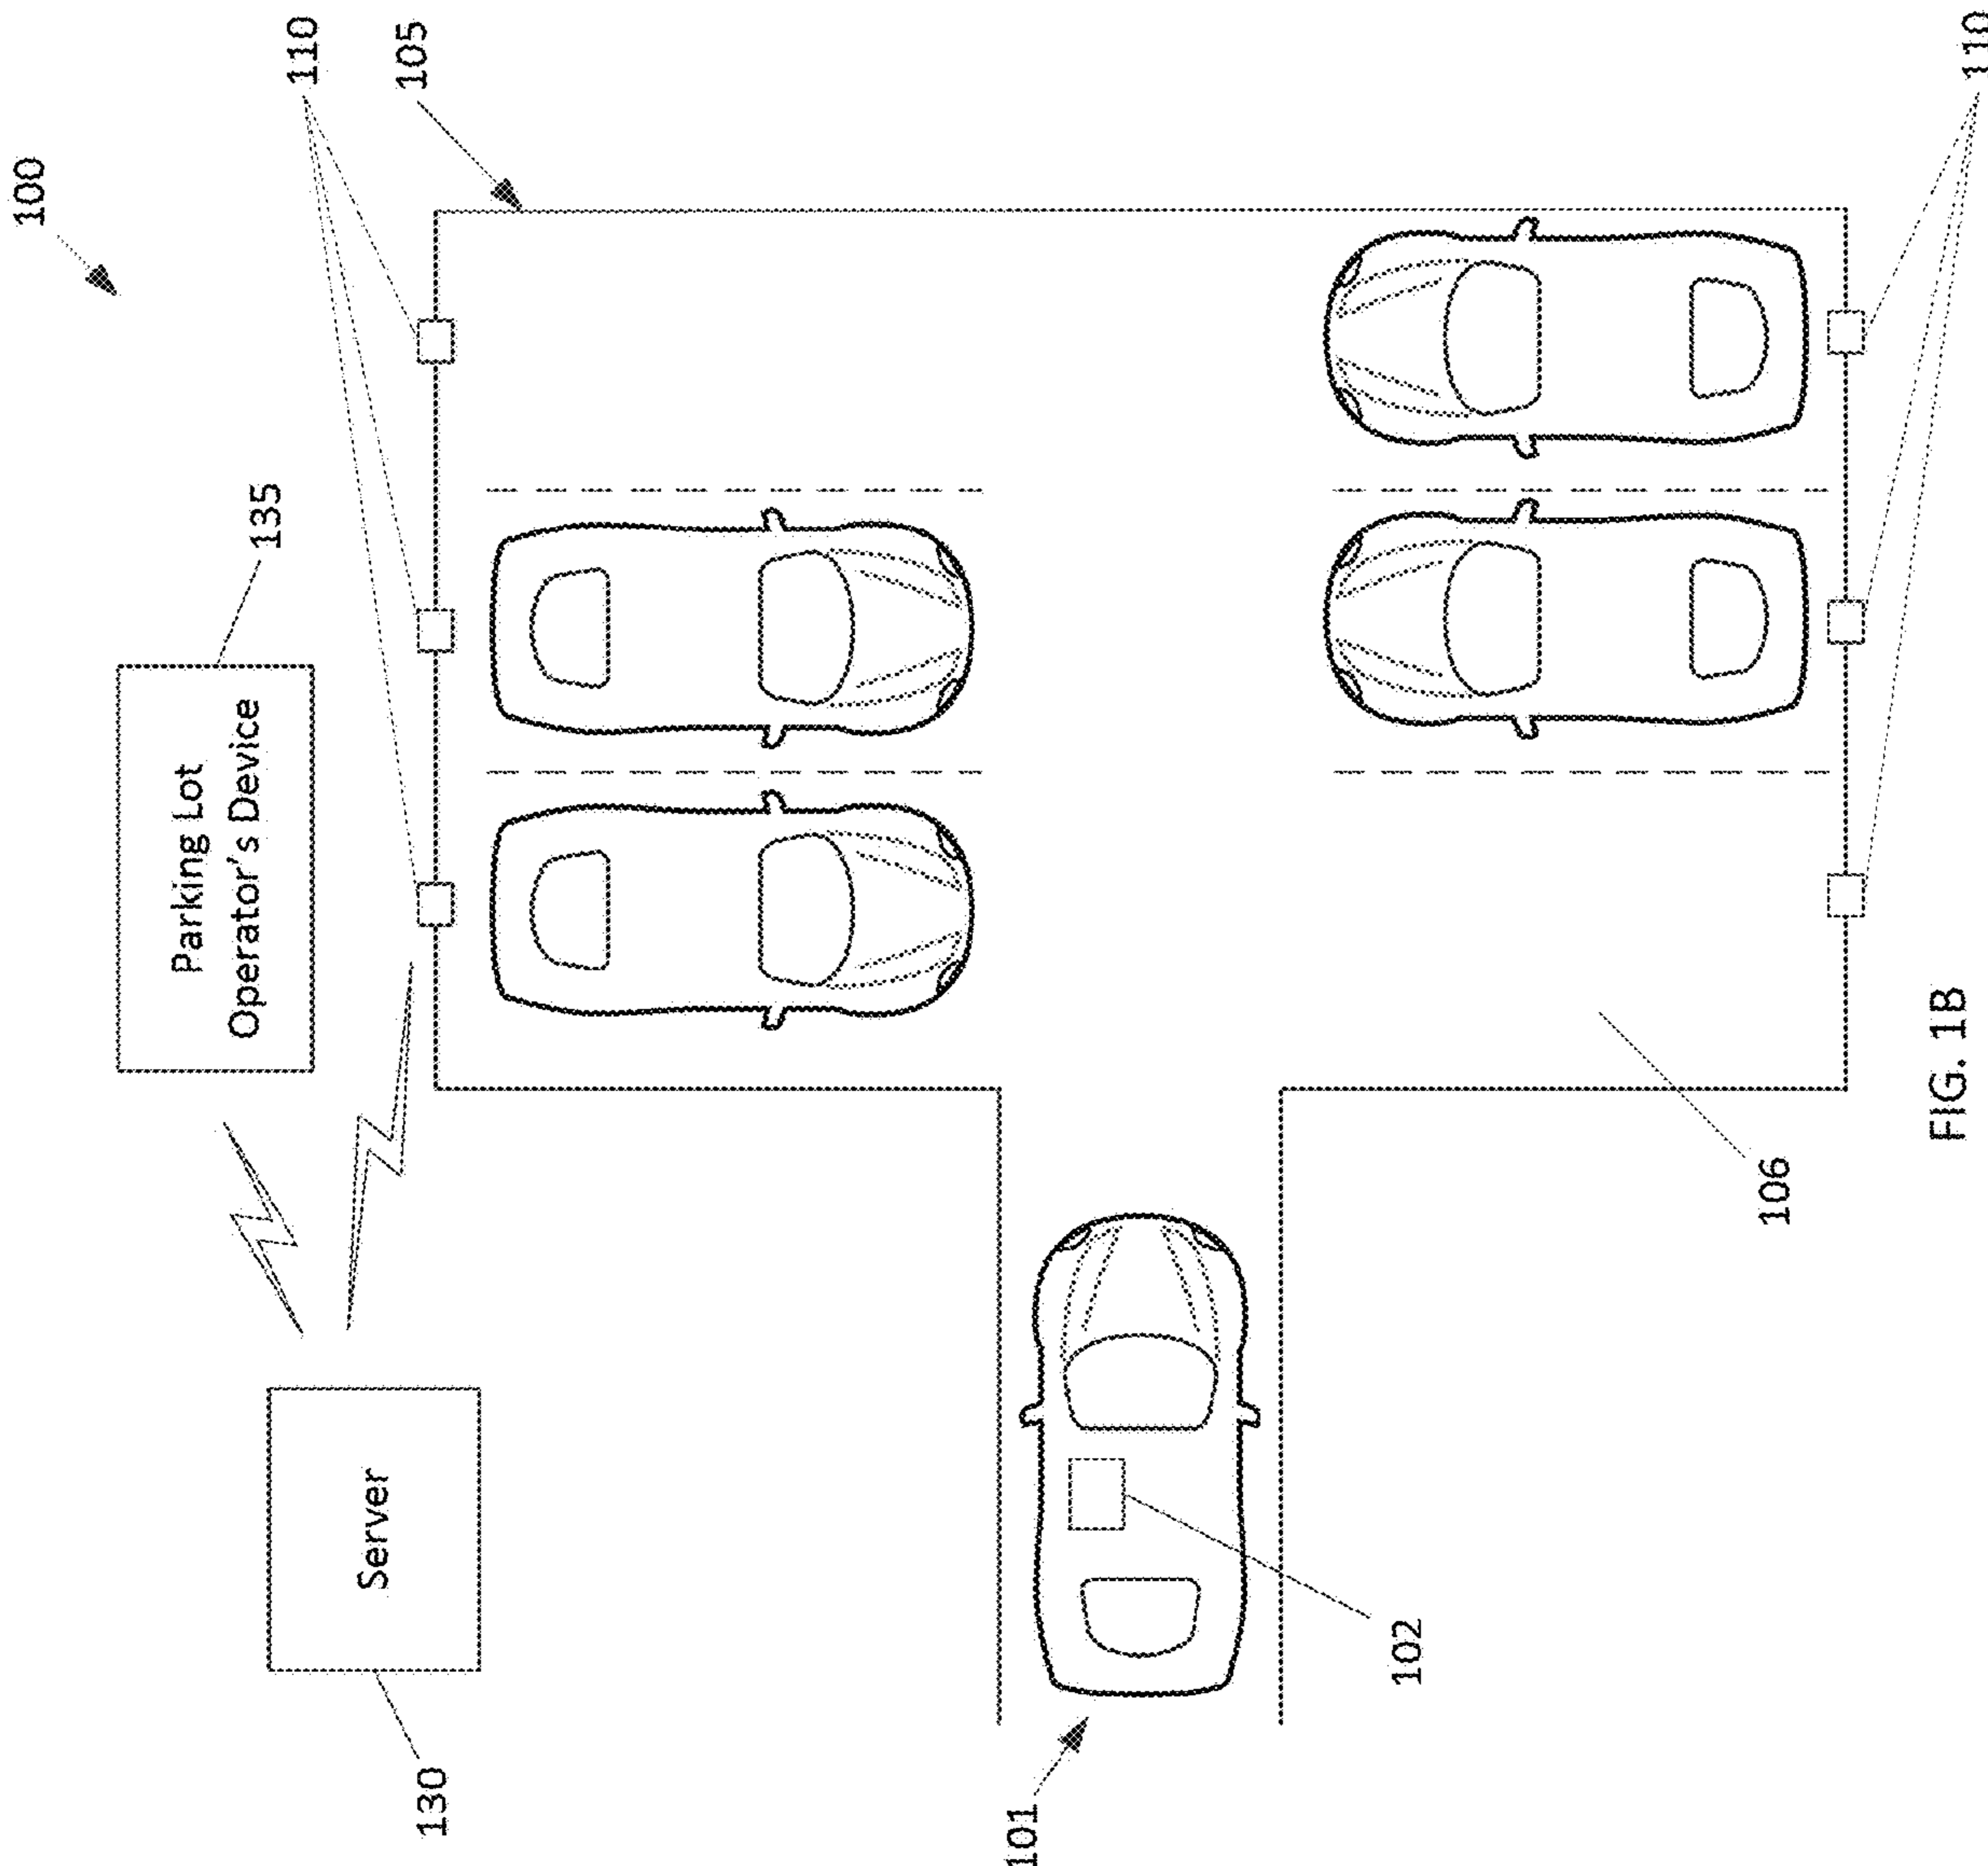 100
110
105
135
Parking Lot
Operator's Device
Server
130
101
102
106
110
FIG. 1B